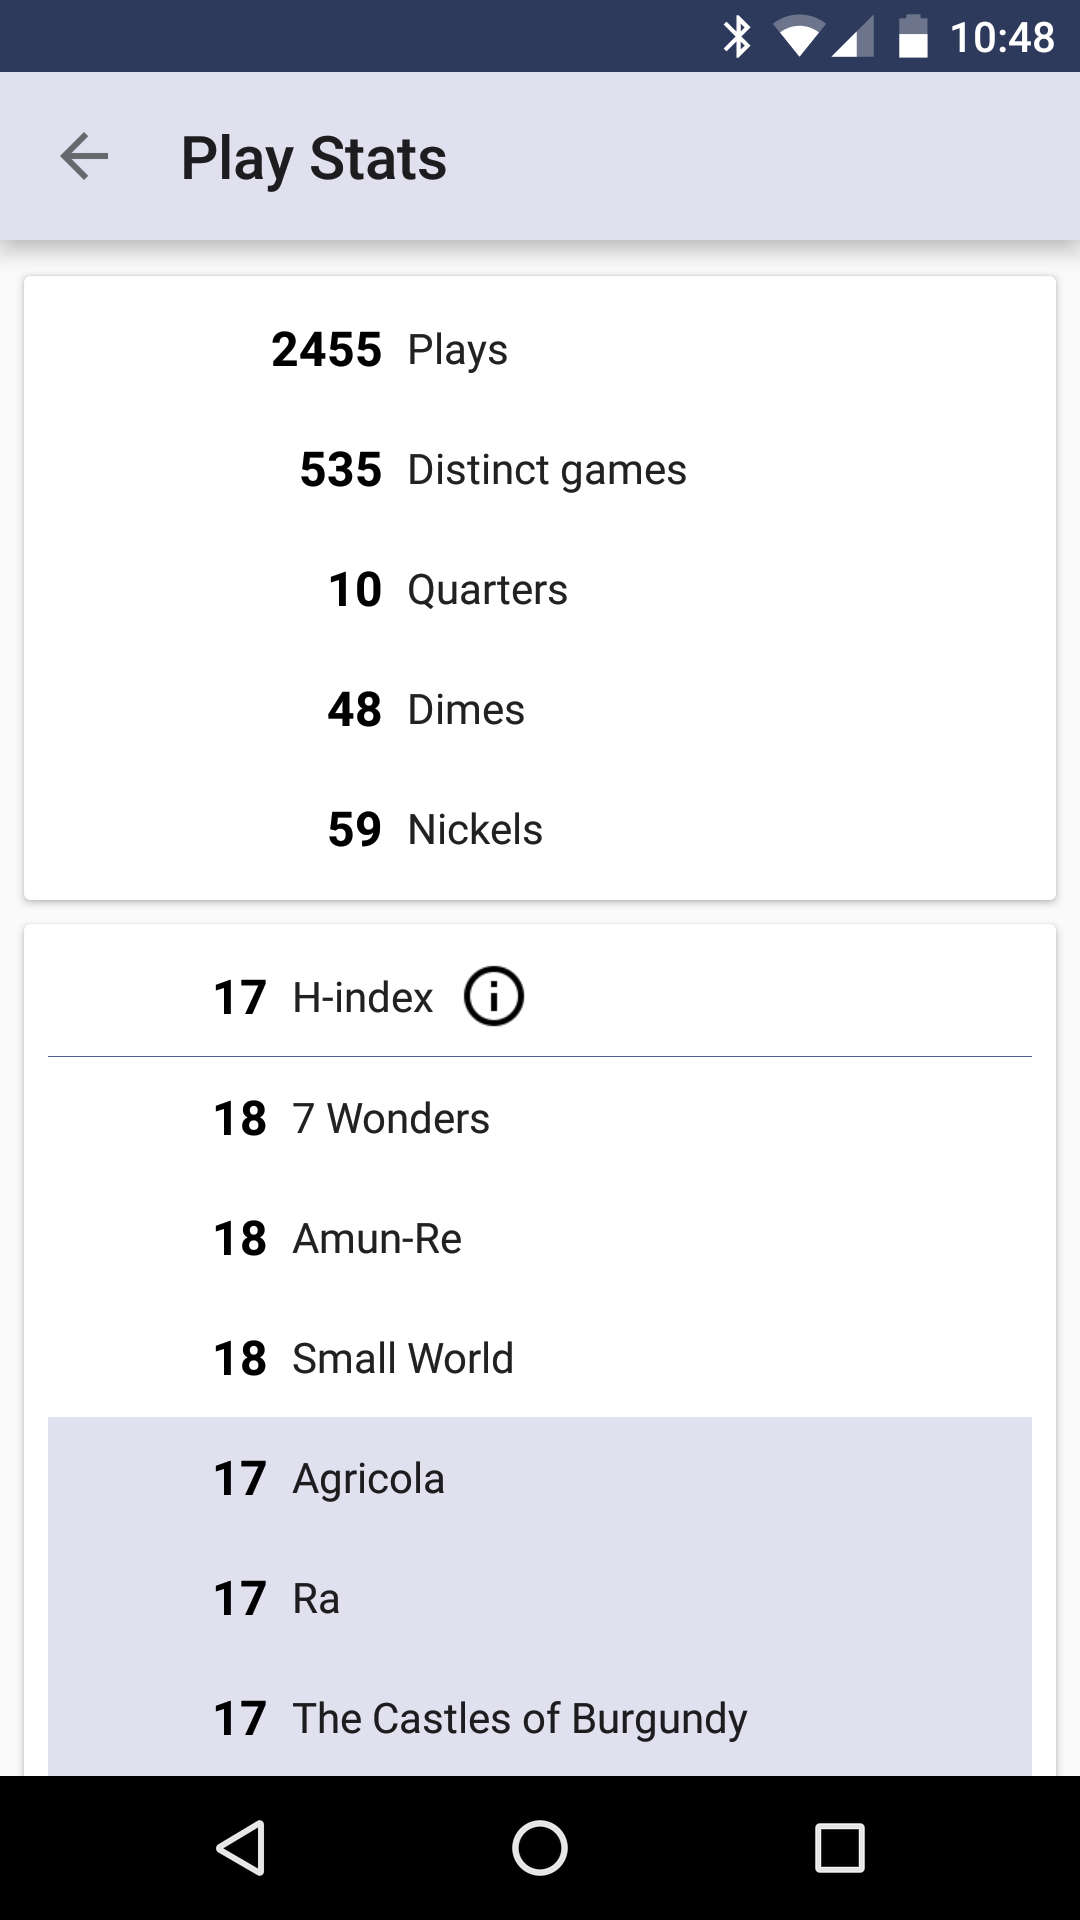 10:48
Play Stats
2455 Plays
535 Distinct games
10 Quarters
48 Dimes
59 Nickels
17 H-index
18 7 Wonders
18 Amun-Re
18 Small World
17 Agricola
17 Ra
17 The Castles of Burgundy